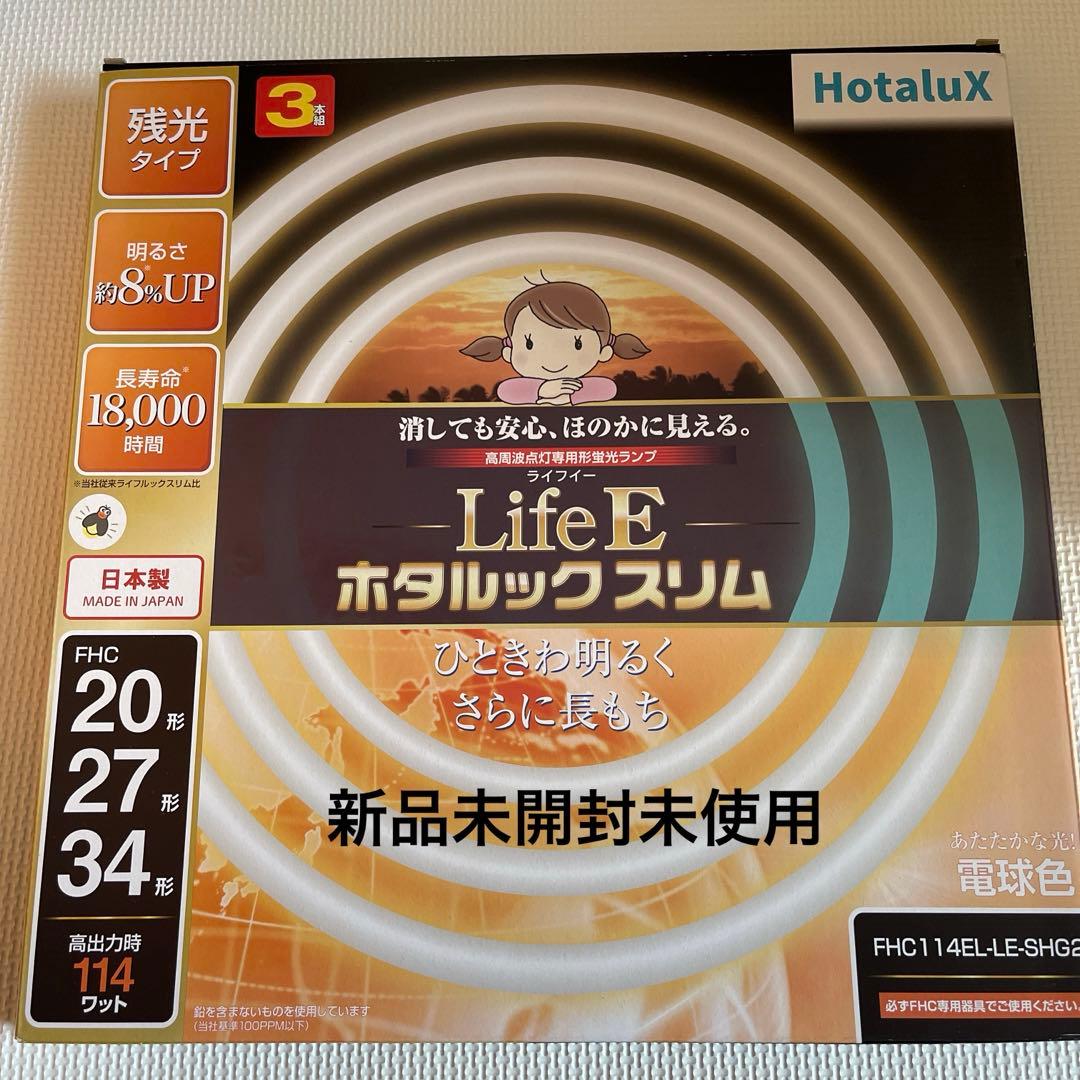 残光
タイプ
3本組
HotaluX
明るさ
約8%※UP
長寿命※
18,000
時間
※当社従来ライフルックスリム比
日本製
MADE IN JAPAN
FHC
20形
27形
34形
高出力時
114
ワット
消しても安心、ほのかに見える。
高周波点灯専用形蛍光ランプ
ライフイー
LifeE
ホタルック スリム
ひときわ明るく
さらに長もち
新品未開封未使用
あたたかな光!
電球色
FHC114EL-LE-SHG2
必ずFHC専用器具でご使用ください。
鉛を含まないものを使用しています
(当社基準100PPM以下)